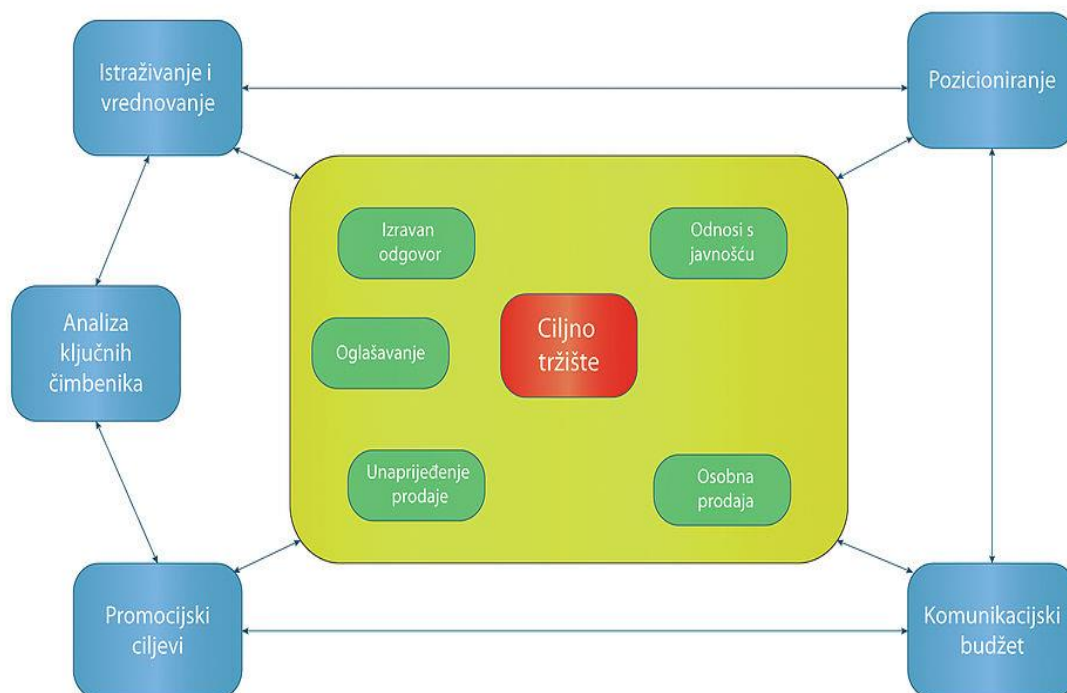 Istraživanje i
vrednovanje
Pozicioniranje
Izravan
odgovor
Odnosi s
javnošću
Analiza
ključnih
čimbenika
Oglašavanje
Ciljno
tržište
Unaprijeđenje
prodaje
Osobna
prodaja
Promocijski
ciljevi
Komunikacijski
budžet